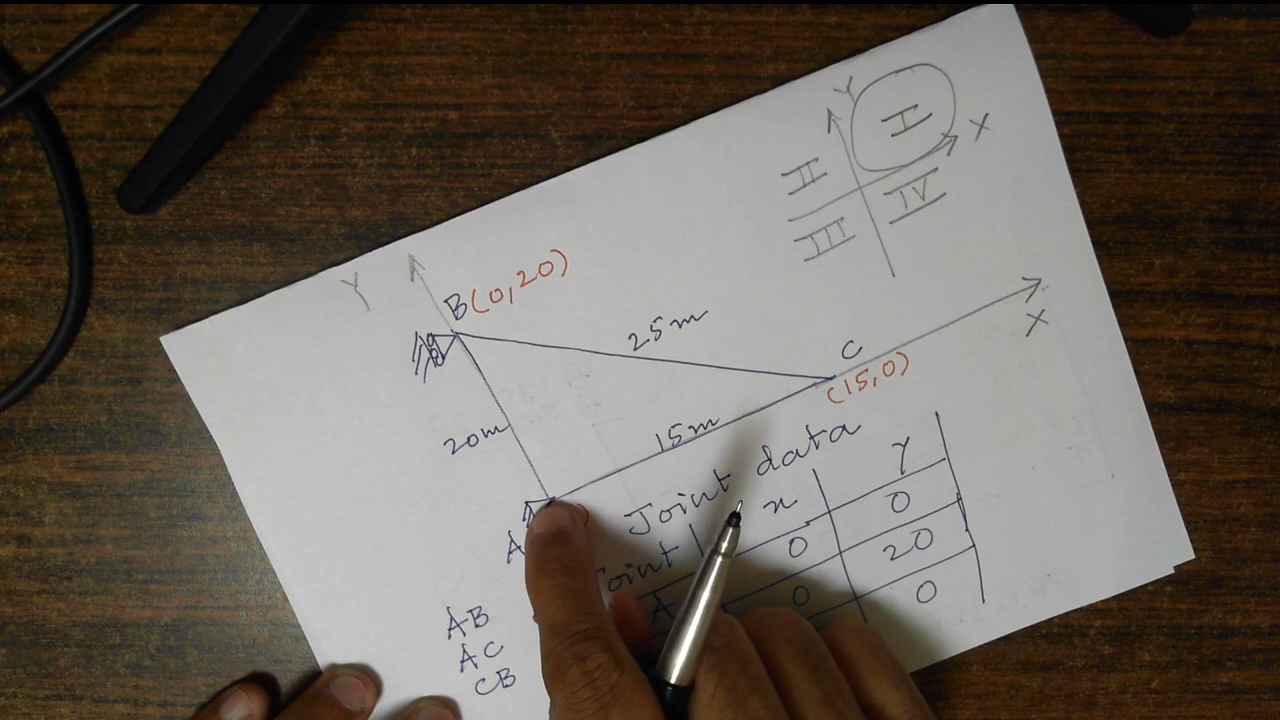 Y
I
X
II
IV
III
Y
B(0,20)
25m
X
C
(15,0)
20m
15m
A
Joint data
Joint x Y
A 0 0
0 20
0
AB
AC
CB